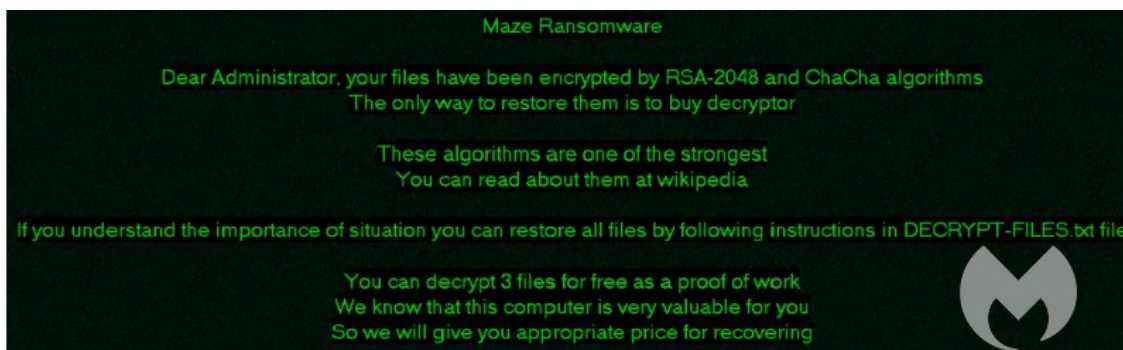 Maze Ransomware
Dear Administrator, your files have been encrypted by RSA-2048 and ChaCha algorithms
The only way to restore them is to buy decryptor
These algorithms are one of the strongest
You can read about them at wikipedia
If you understand the importance of situation you can restore all files by following instructions in DECRYPT-FILES.txt file
You can decrypt 3 files for free as a proof of work
We know that this computer is very valuable for you
So we will give you appropriate price for recovering